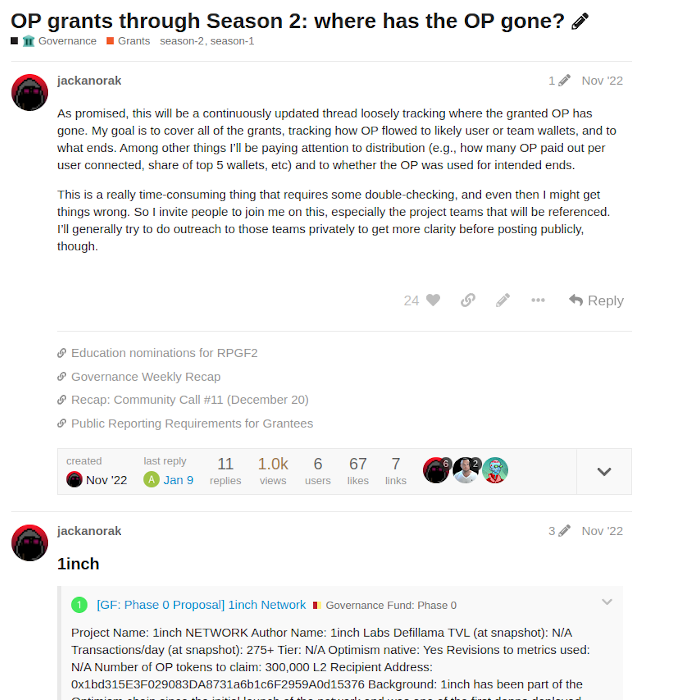 OP grants through Season 2: where has the OP gone?
Governance Grants season-2, season-1
jackanorak 1 Nov '22
As promised, this will be a continuously updated thread loosely tracking where the granted OP has
gone. My goal is to cover all of the grants, tracking how OP flowed to likely user or team wallets, and to
what ends. Among other things I'll be paying attention to distribution (e.g., how many OP paid out per
user connected, share of top 5 wallets, etc) and to whether the OP was used for intended ends.
This is a really time-consuming thing that requires some double-checking, and even then I might get
things wrong. So I invite people to join me on this, especially the project teams that will be referenced.
I'll generally try to do outreach to those teams privately to get more clarity before posting publicly,
though.
24 Reply
Education nominations for RPGF2
Governance Weekly Recap
Recap: Community Call #11 (December 20)
Public Reporting Requirements for Grantees
created last reply 11 1.0k 6 67 7 6 2
Nov '22 A Jan 9 replies views users likes links
jackanorak 3 Nov '22
1inch
1 [GF: Phase 0 Proposal] 1inch Network Governance Fund: Phase 0
Project Name: 1inch NETWORK Author Name: 1inch Labs Defillama TVL (at snapshot): N/A
Transactions/day (at snapshot): 275+ Tier: N/A Optimism native: Yes Revisions to metrics used:
N/A Number of OP tokens to claim: 300,000 L2 Recipient Address:
0x1bd315E3F029083DA8731a6b1c6F2959A0d15376 Background: 1inch has been part of the